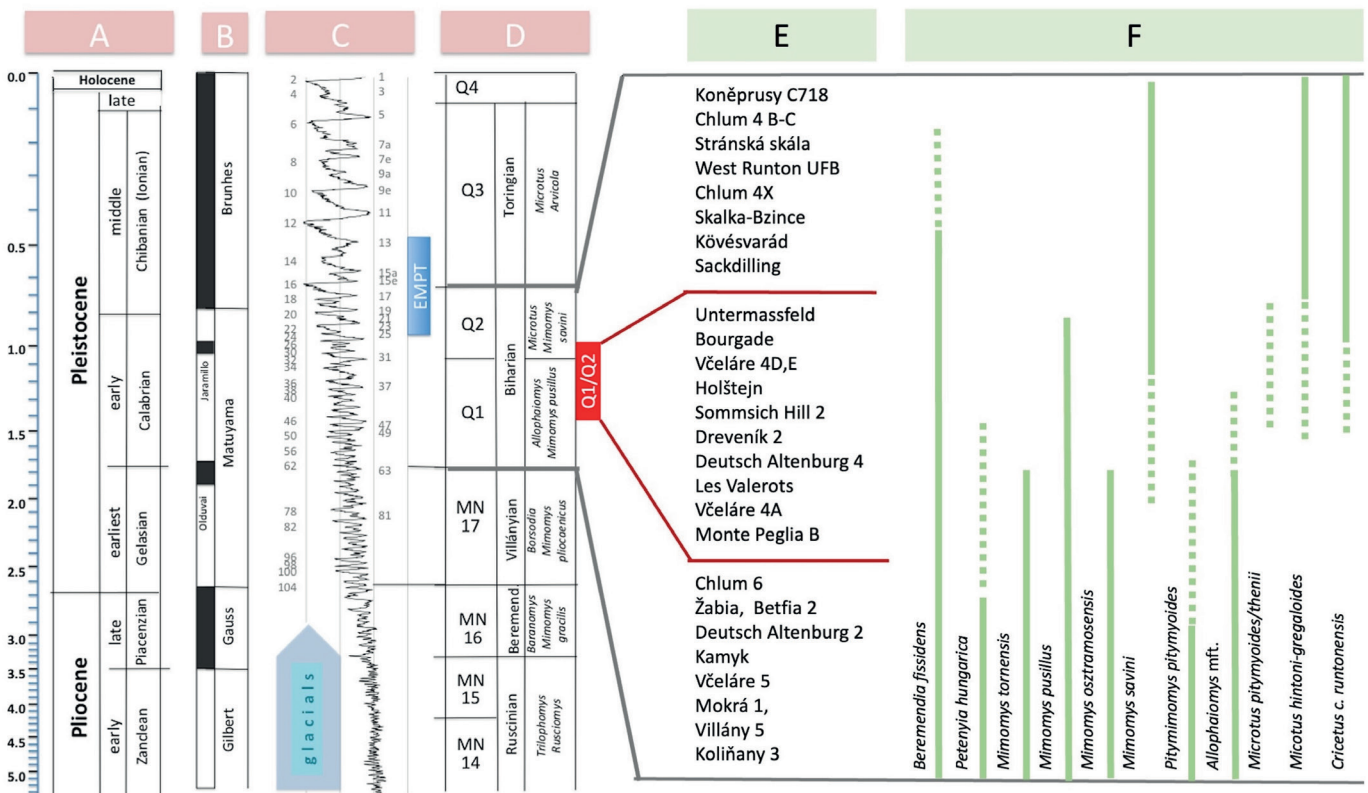 A
B
C
D
E
F
0.0
0.5
1.0
1.5
2.0
2.5
3.0
3.5
4.0
4.5
5.0
Pleistocene
Pliocene
Holocene
late
middle
Chibanian (Ionian)
early
Calabrian
earliest
Gelasian
late
Piacenzian
early
Zanclean
Brunhes
Jaramillo
Matuyama
Olduvai
Gauss
Gilbert
2
4
6
8
10
12
14
16
18
20
22
24
26
30
32
34
36
38
40
46
50
56
62
78
82
96
98
100
104
1
3
5
7a
7e
9a
9e
11
13
15a
15e
17
19
21
23
25
31
37
47
49
63
81
glacials
EMPT
Q4
Q3
Toringian
Microtus
Arvicola
Q2
Q1
Biharian
Microtus
Mimomys
savini
Allophaiomys
Mimomys pusillus
MN
17
Villányian
Borsodia
Mimomys
pliocaenicus
MN
16
Beremend.
Baranomys
Mimomys
gracilis
MN
15
MN
14
Ruscinian
Trilophomys
Rusciomys
Q1/Q2
Koněprusy C718
Chlum 4 B-C
Stránská skála
West Runton UFB
Chlum 4X
Skalka-Bzince
Kövésvarád
Sackdilling
Untermassfeld
Bourgade
Včeláre 4D,E
Holštejn
Sommsich Hill 2
Dreveník 2
Deutsch Altenburg 4
Les Valerots
Včeláre 4A
Monte Peglia B
Chlum 6
Žabia, Betfia 2
Deutsch Altenburg 2
Kamyk
Včeláre 5
Mokrá 1,
Villány 5
Koliňany 3
Beremendia fissidens
Petenyia hungarica
Mimomys tornensis
Mimomys pusillus
Mimomys osztramosensis
Mimomys savini
Pitymimomys pitymyoides
Allophaiomys mft.
Microtus pitymyoides/thenii
Micotus hintoni-gregaloides
Cricetus c. runtonensis